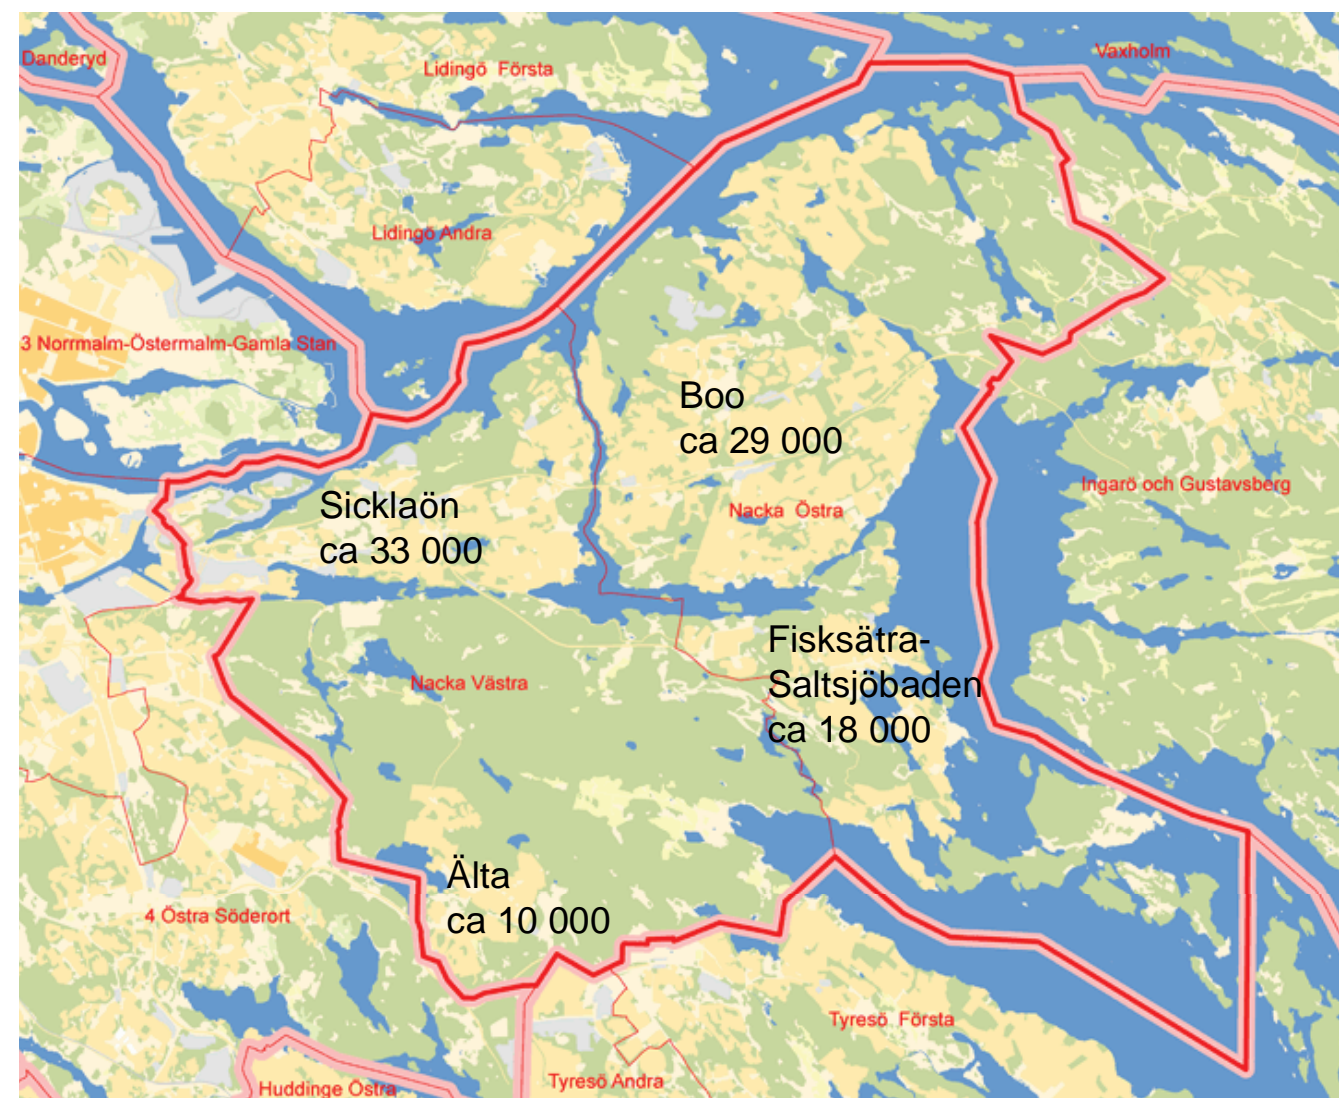 Danderyd
Lidingö Första
Vaxholm
Lidingö Andra
3 Norrmalm-Östermalm-Gamla Stan
Boo
ca 29 000
Ingarö och Gustavsberg
Sicklaön
ca 33 000
Nacka Östra
Fisksätra-
Saltsjöbaden
ca 18 000
Nacka Västra
Älta
ca 10 000
4 Östra Söderort
Tyresö Första
Tyresö Andra
Huddinge Östra